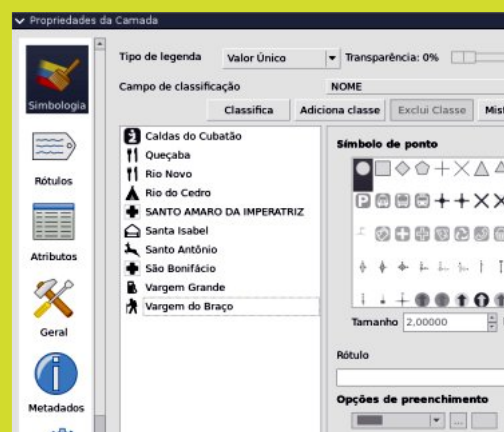 Propriedades da Camada
Tipo de legenda Valor Único Transparência: 0%
Campo de classificação NOME
Classifica Adiciona classe Exclui Classe
Simbologia
Rótulos
Atributos
Geral
Metadados
Caldas do Cubatão
Queçaba
Rio Novo
Rio do Cedro
SANTO AMARO DA IMPERATRIZ
Santa Isabel
Santo Antônio
São Bonifácio
Vargem Grande
Vargem do Braço
Símbolo de ponto
Tamanho 2,00000
Rótulo
Opções de preenchimento
...